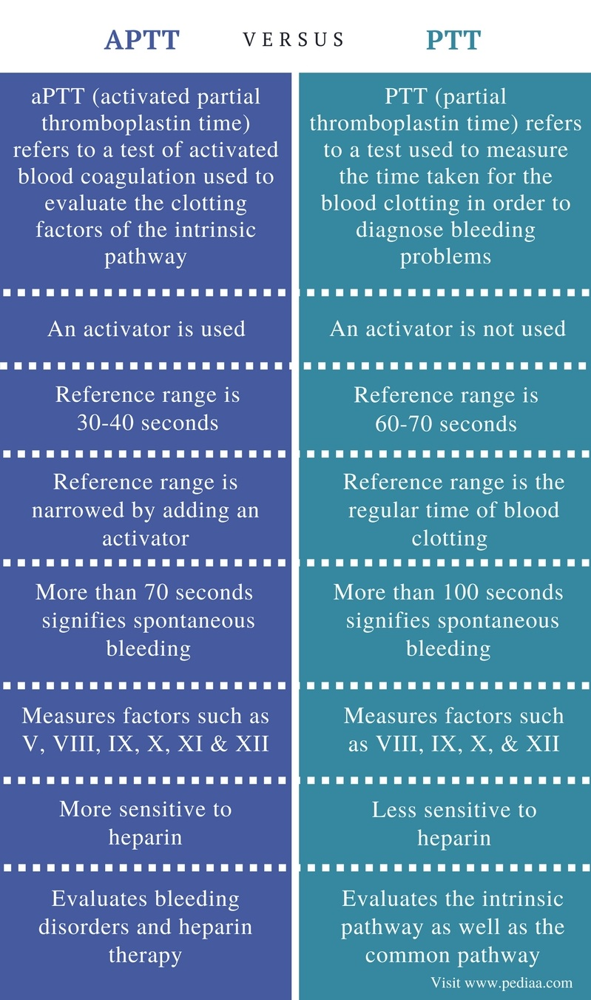 APTT VERSUS PTT
aPTT (activated partial
thromboplastin time)
refers to a test of activated
blood coagulation used to
evaluate the clotting
factors of the intrinsic
pathway
PTT (partial
thromboplastin time) refers
to a test used to measure
the time taken for the
blood clotting in order to
diagnose bleeding
problems
An activator is used
An activator is not used
Reference range is
30-40 seconds
Reference range is
60-70 seconds
Reference range is
narrowed by adding an
activator
Reference range is the
regular time of blood
clotting
More than 70 seconds
signifies spontaneous
bleeding
More than 100 seconds
signifies spontaneous
bleeding
Measures factors such as
V, VIII, IX, X, XI & XII
Measures factors such
as VIII, IX, X, & XII
More sensitive to
heparin
Less sensitive to
heparin
Evaluates bleeding
disorders and heparin
therapy
Evaluates the intrinsic
pathway as well as the
common pathway
Visit www.pediaa.com